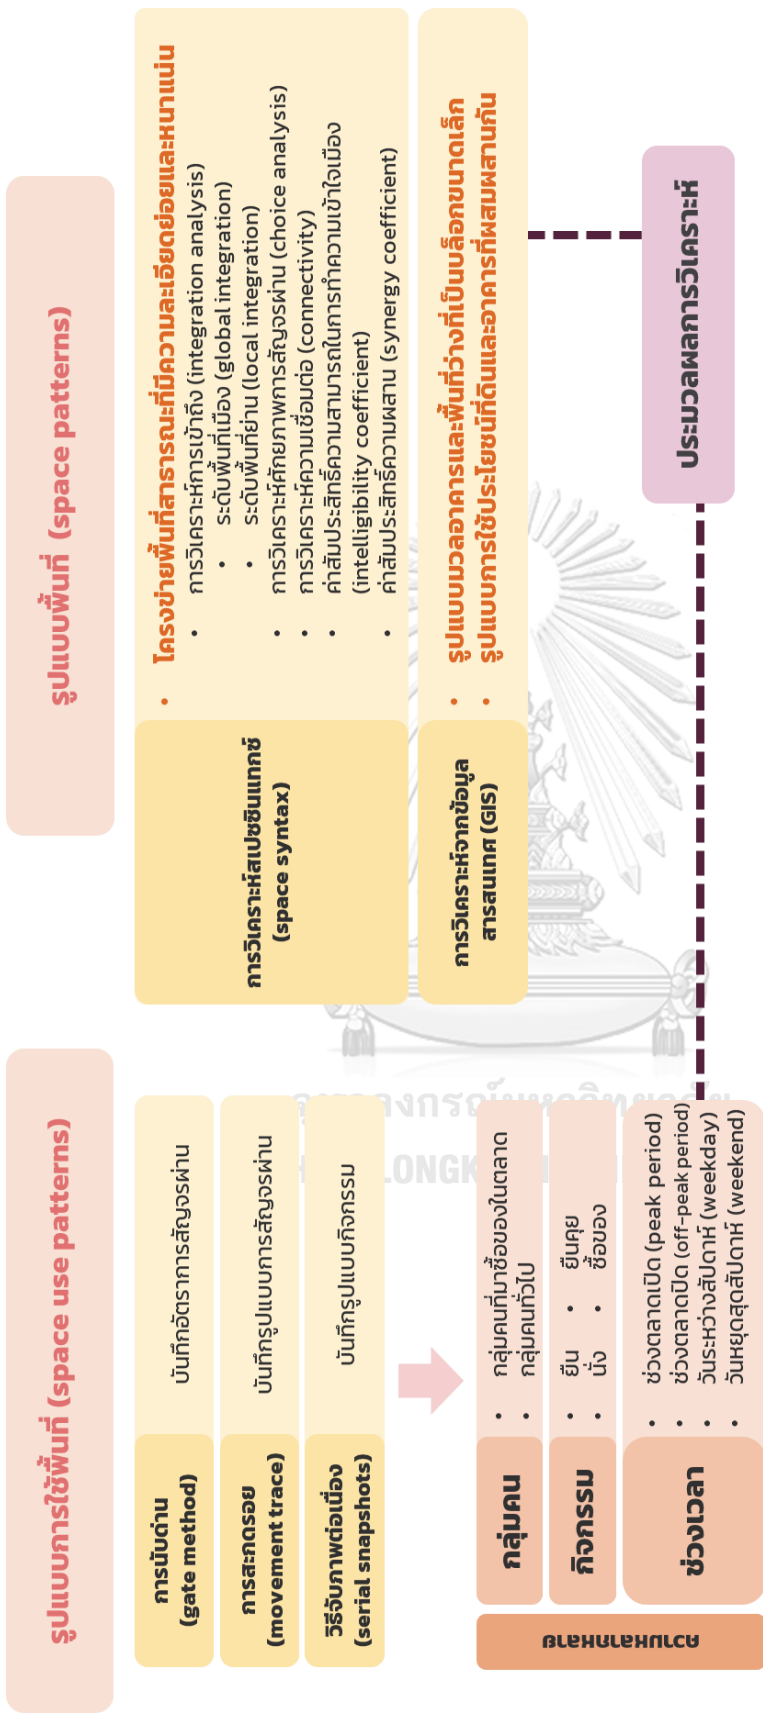 รูปแบบการใช้พื้นที่ (space use patterns)
การนับด่าน
(gate method)
บันทึกอัตราการสัญจรผ่าน
การสะกดรอย
(movement trace)
บันทึกรูปแบบการสัญจรผ่าน
วิธีจับภาพต่อเนื่อง
(serial snapshots)
บันทึกรูปแบบกิจกรรม
ความหลากหลาย
กลุ่มคน
• กลุ่มคนที่มาซื้อของในตลาด
• กลุ่มคนทั่วไป
กิจกรรม
• ยืน • ยืนคุย
• นั่ง • ซื้อของ
ช่วงเวลา
• ช่วงตลาดเปิด (peak period)
• ช่วงตลาดปิด (off-peak period)
• วันระหว่างสัปดาห์ (weekday)
• วันหยุดสุดสัปดาห์ (weekend)
รูปแบบพื้นที่ (space patterns)
การวิเคราะห์สเปซซินแทกซ์
(space syntax)
• โครงข่ายพื้นที่สาธารณะที่มีความละเอียดย่อยและหนาแน่น
• การวิเคราะห์การเข้าถึง (integration analysis)
• ระดับพื้นที่เมือง (global integration)
• ระดับพื้นที่ย่าน (local integration)
• การวิเคราะห์ศักยภาพการสัญจรผ่าน (choice analysis)
• การวิเคราะห์ความเชื่อมต่อ (connectivity)
• ค่าสัมประสิทธิ์ความสามารถในการทำความเข้าใจเมือง
(intelligibility coefficient)
• ค่าสัมประสิทธิ์ความผสาน (synergy coefficient)
การวิเคราะห์จากข้อมูล
สารสนเทศ (GIS)
• รูปแบบมวลอาคารและพื้นที่ว่างที่เป็นบล็อกขนาดเล็ก
• รูปแบบการใช้ประโยชน์ที่ดินและอาคารที่ผสมผสานกัน
ประมวลผลการวิเคราะห์